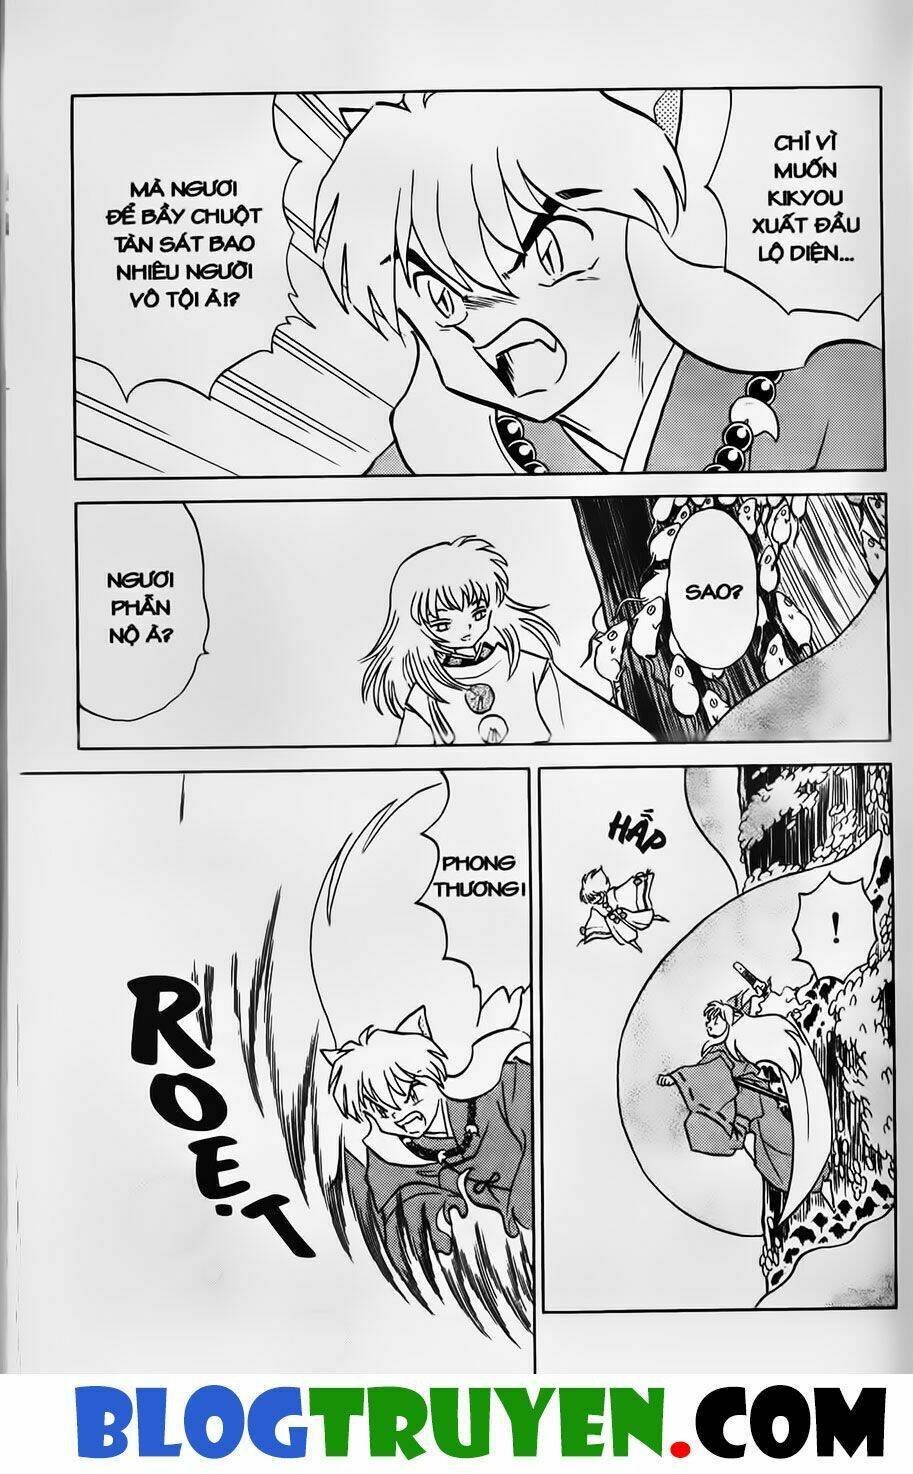 CHỈ VÌ
MUỐN
KIKYOU
XUẤT ĐẦU
LỘ DIỆN...
MÀ NGƯƠI
ĐỂ BẦY CHUỘT
TÀN SÁT BAO
NHIÊU NGƯỜI
VÔ TỘI À!?
SAO?
NGƯƠI
PHẪN
NỘ À?
HẤP
!
PHONG
THƯƠNG!
ROẸT
BLOGTRUYEN.COM